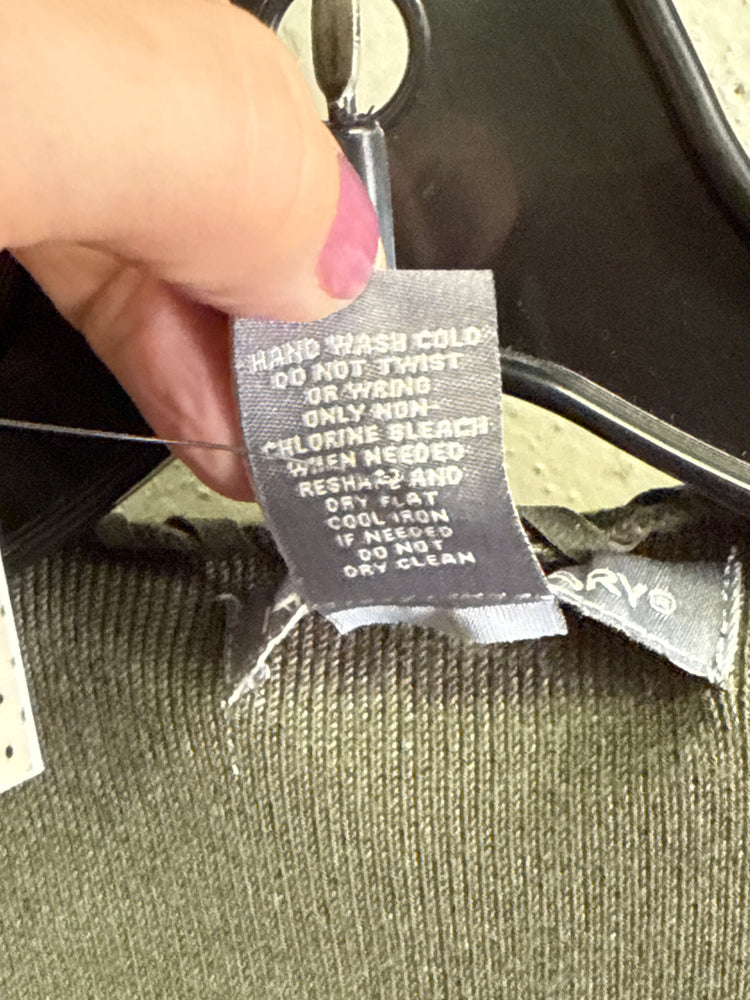 HAND WASH COLD
DO NOT TWIST
OR WRING
ONLY NON-
CHLORINE BLEACH
WHEN NEEDED
RESHAPE AND
DRY FLAT
COOL IRON
IF NEEDED
DO NOT
DRY CLEAN
ORY®